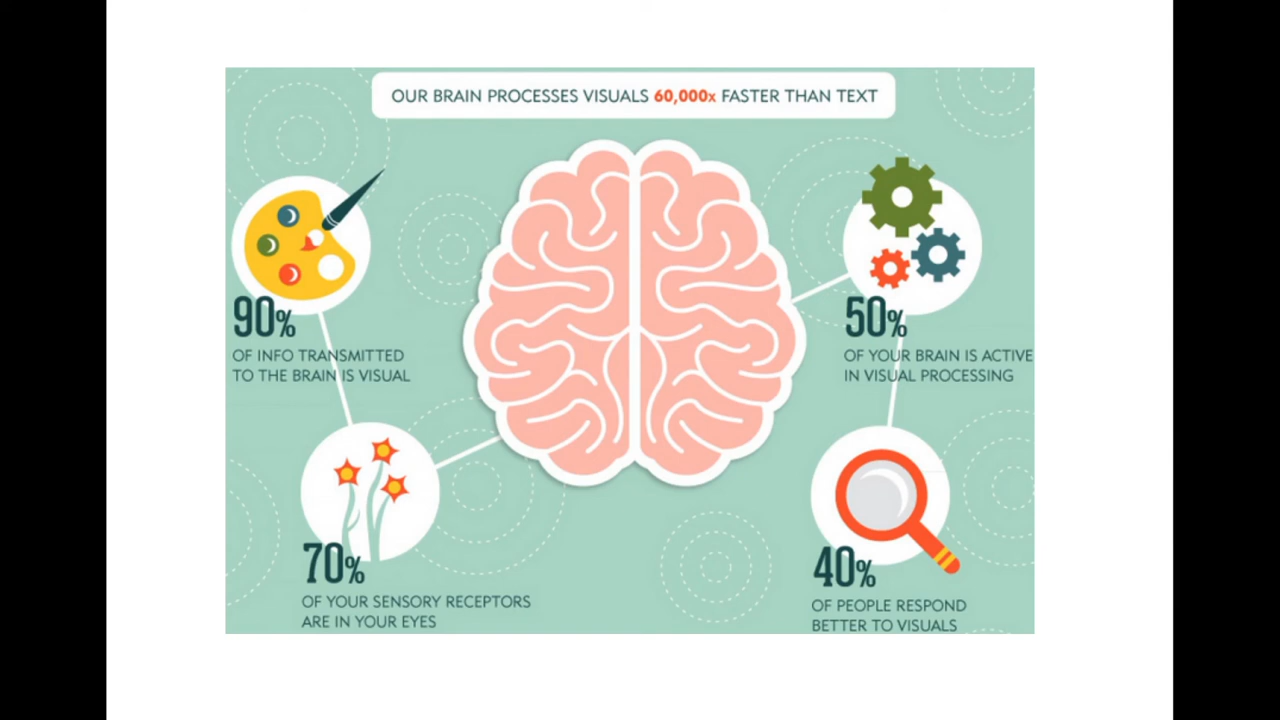 OUR BRAIN PROCESSES VISUALS 60,000x FASTER THAN TEXT
90%
OF INFO TRANSMITTED
TO THE BRAIN IS VISUAL
50%
OF YOUR BRAIN IS ACTIVE
IN VISUAL PROCESSING
70%
OF YOUR SENSORY RECEPTORS
ARE IN YOUR EYES
40%
OF PEOPLE RESPOND
BETTER TO VISUALS